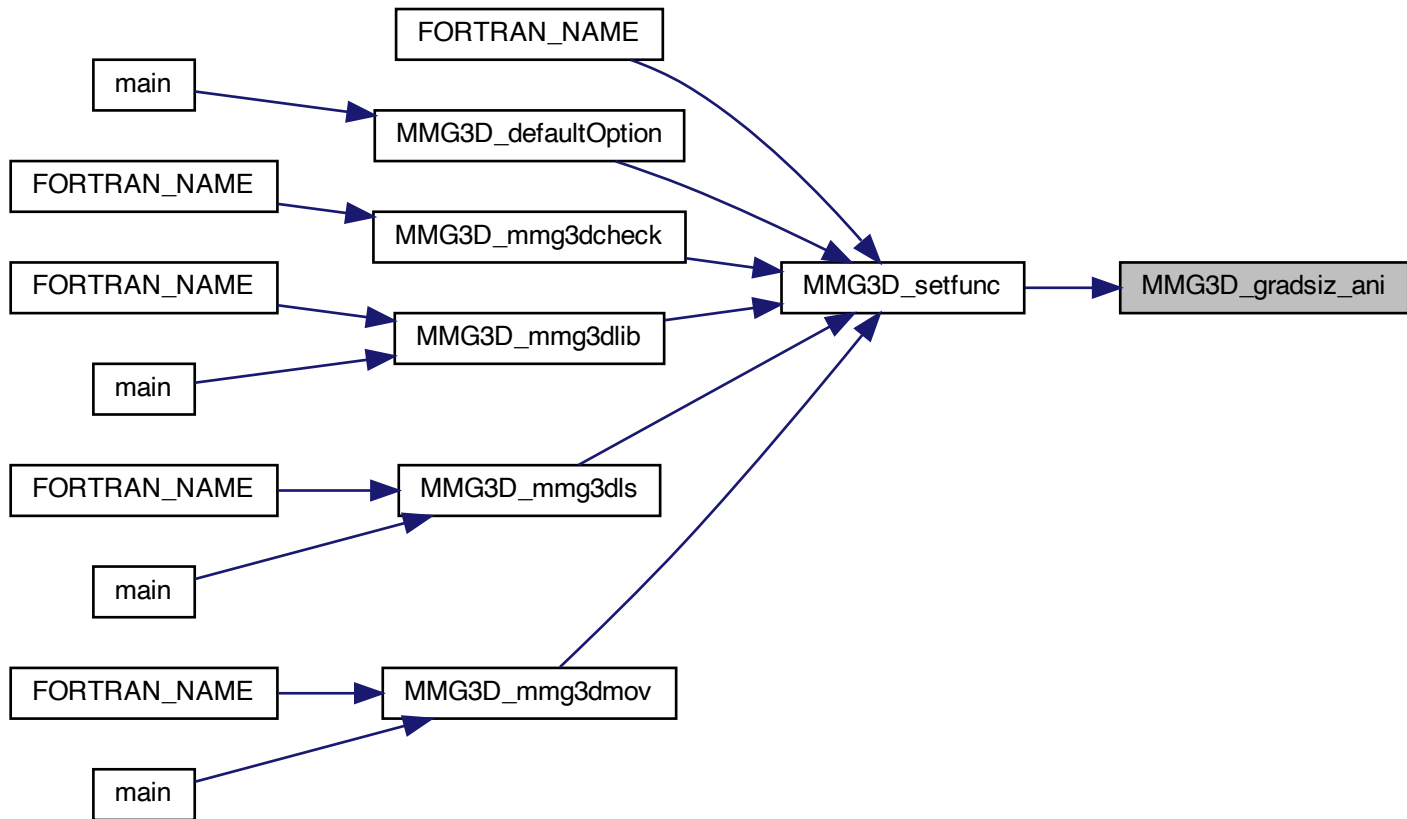 FORTRAN_NAME
main
MMG3D_defaultOption
FORTRAN_NAME
MMG3D_mmg3dcheck
FORTRAN_NAME
MMG3D_setfunc
MMG3D_gradsiz_ani
MMG3D_mmg3dlib
main
FORTRAN_NAME
MMG3D_mmg3dls
main
FORTRAN_NAME
MMG3D_mmg3dmov
main